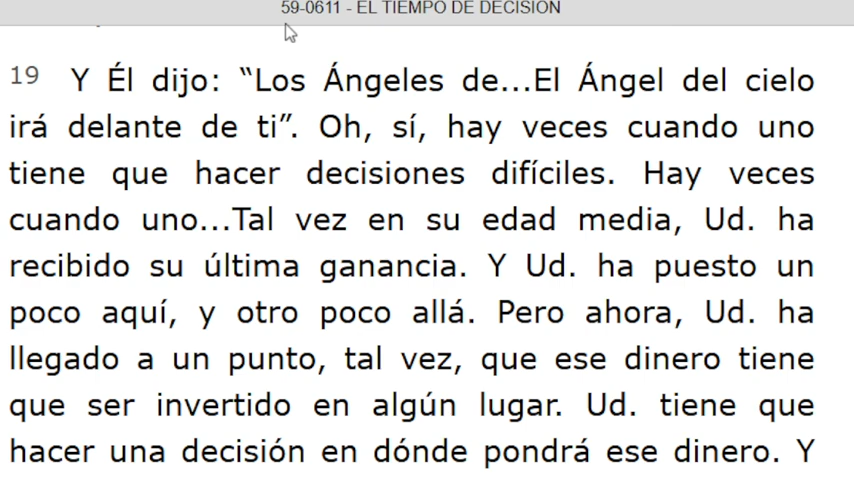 59-0611 - EL TIEMPO DE DECISIÓN
19 Y Él dijo: “Los Ángeles de...El Ángel del cielo
irá delante de ti”. Oh, sí, hay veces cuando uno
tiene que hacer decisiones difíciles. Hay veces
cuando uno...Tal vez en su edad media, Ud. ha
recibido su última ganancia. Y Ud. ha puesto un
poco aquí, y otro poco allá. Pero ahora, Ud. ha
llegado a un punto, tal vez, que ese dinero tiene
que ser invertido en algún lugar. Ud. tiene que
hacer una decisión en dónde pondrá ese dinero. Y